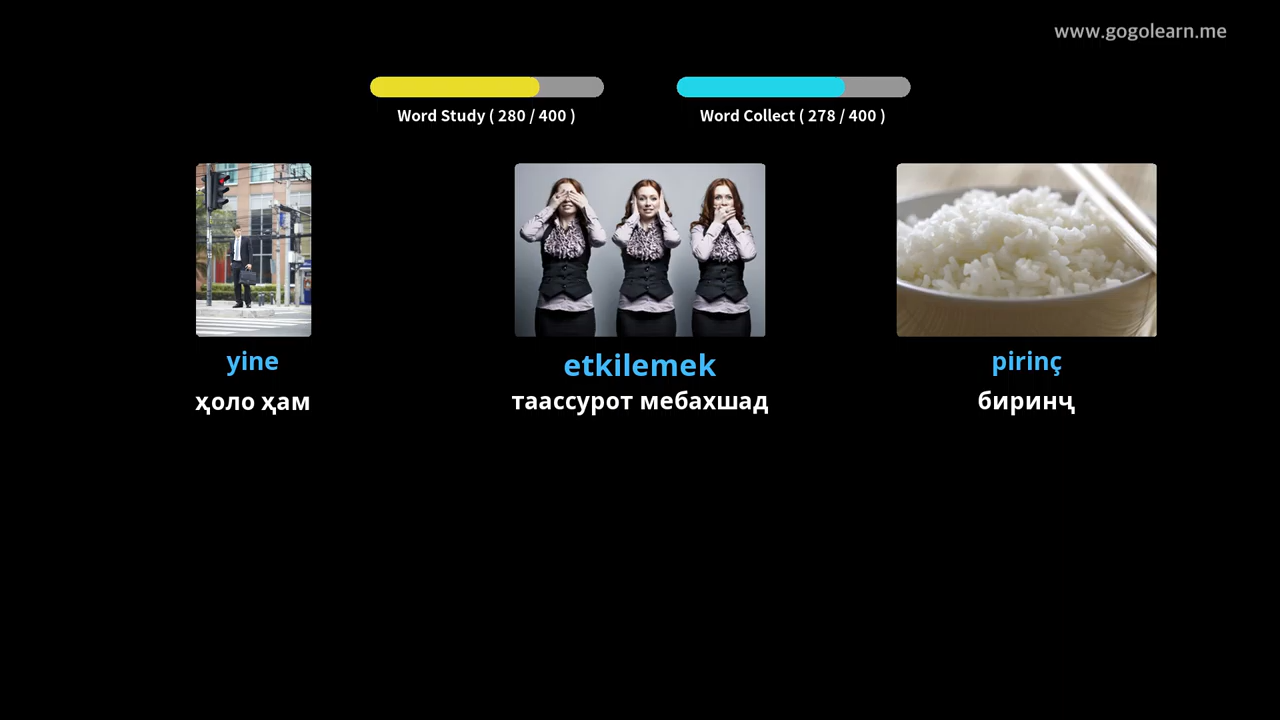 www.gogolearn.me
Word Study ( 280 / 400 )
Word Collect ( 278 / 400 )
yine
etkilemek
pirinç
ҳоло ҳам
таассурот мебахшад
биринҷ